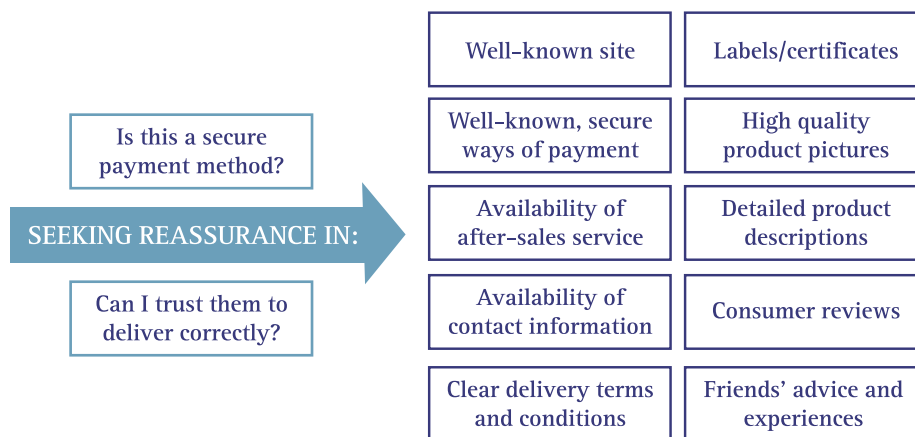 Is this a secure
payment method?
SEEKING REASSURANCE IN:
Can I trust them to
deliver correctly?
Well-known site
Labels/certificates
Well-known, secure
ways of payment
High quality
product pictures
Availability of
after-sales service
Detailed product
descriptions
Availability of
contact information
Consumer reviews
Clear delivery terms
and conditions
Friends’ advice and
experiences